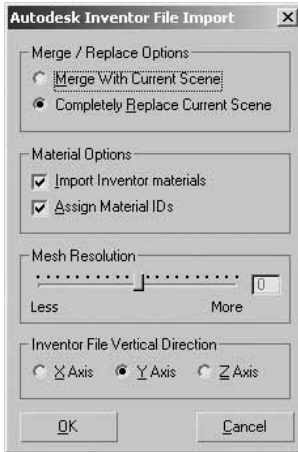 Autodesk Inventor File Import
Merge / Replace Options
Merge With Current Scene
Completely Replace Current Scene
Material Options
Import Inventor materials
Assign Material IDs
Mesh Resolution
0
Less More
Inventor File Vertical Direction
X Axis Y Axis Z Axis
OK Cancel